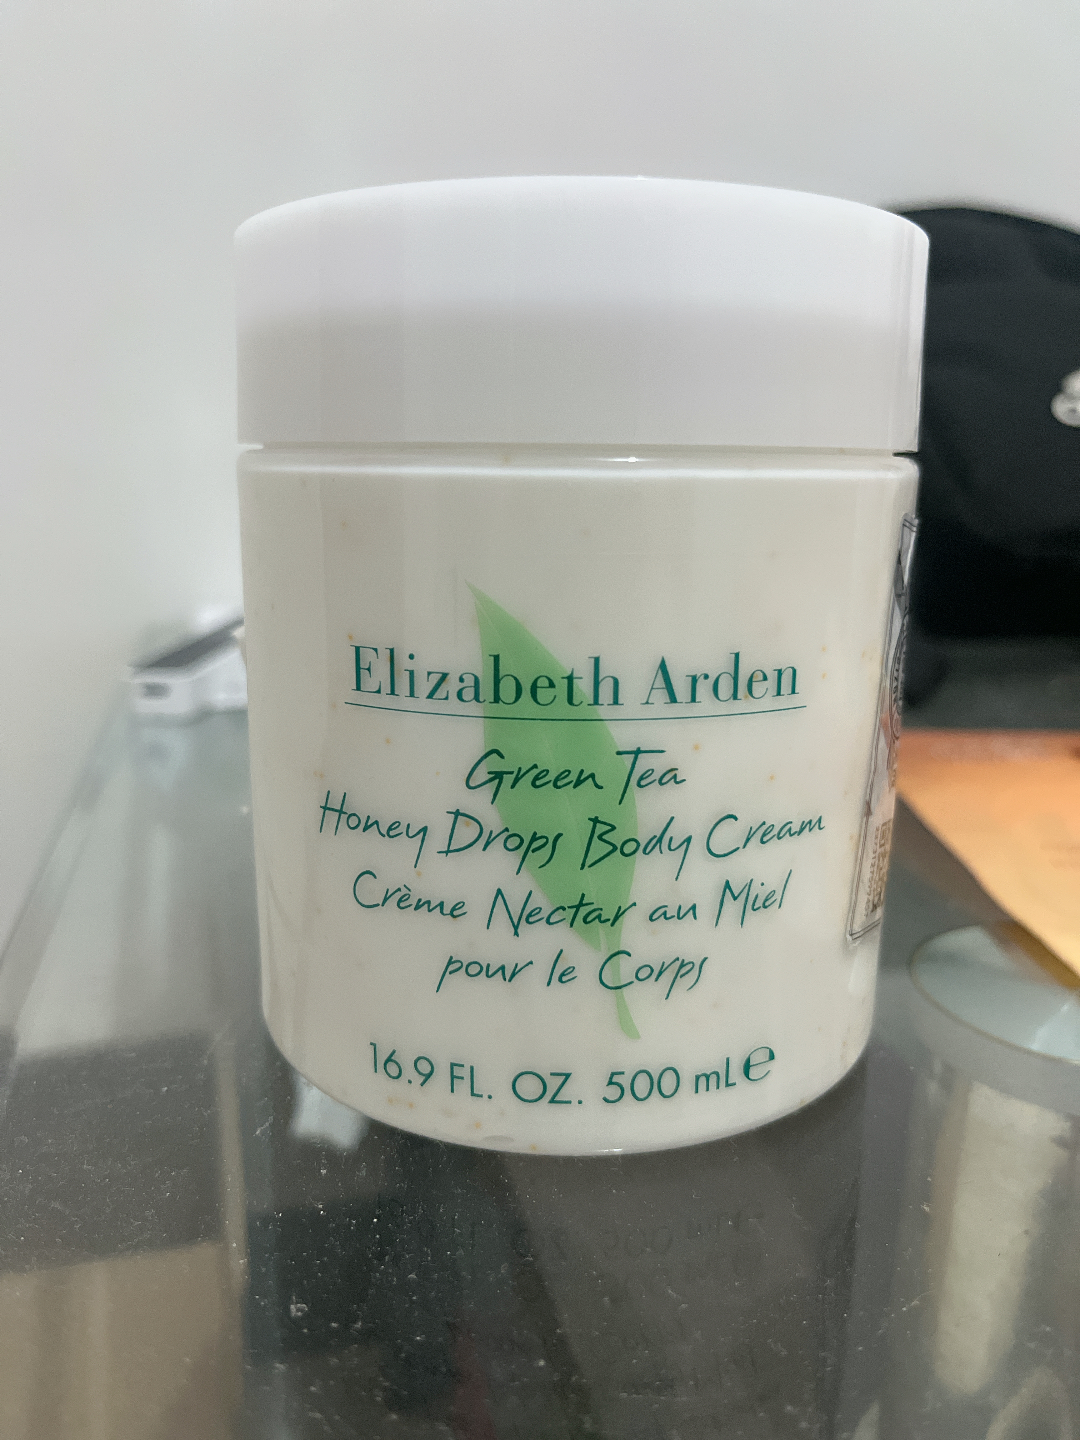 Elizabeth Arden
Green Tea
Honey Drops Body Cream
Crème Nectar au Miel
pour le Corps
16.9 FL. OZ. 500 mL℮